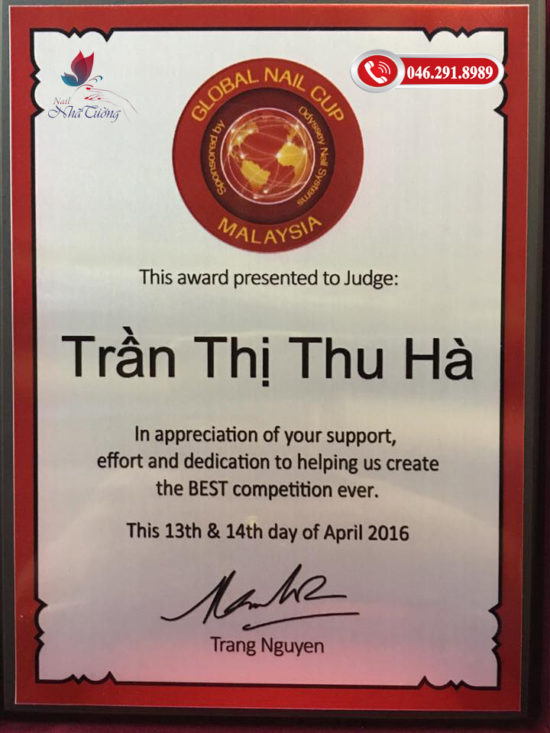 Nail
Nhã Tường
046.291.8989
GLOBAL NAIL CUP
Sponsored by
Odyssey Nail Systems
MALAYSIA
This award presented to Judge:
Trần Thị Thu Hà
In appreciation of your support,
effort and dedication to helping us create
the BEST competition ever.
This 13th & 14th day of April 2016
Trang Nguyen